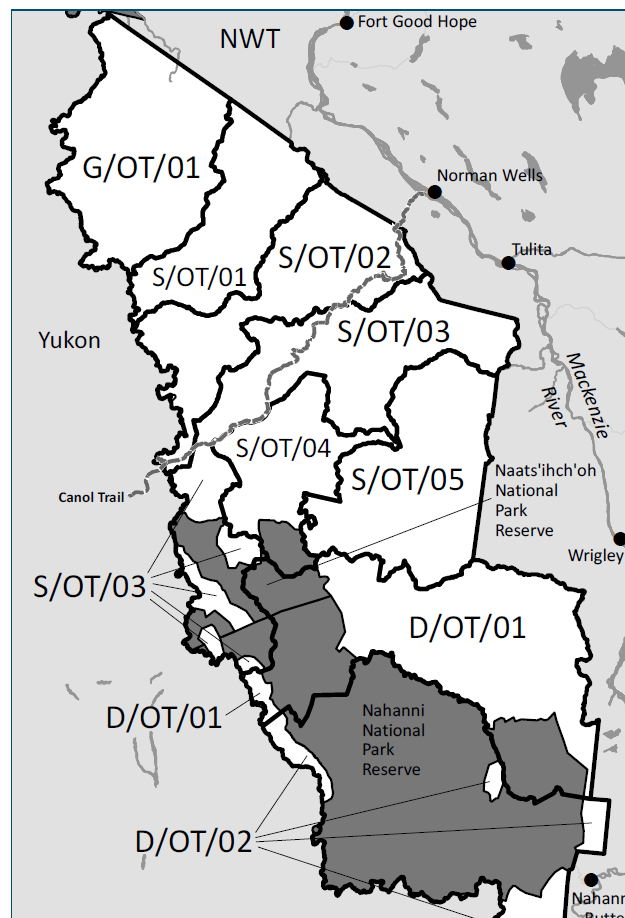 Fort Good Hope
NWT
G/OT/01
Norman Wells
Tulita
S/OT/02
S/OT/01
Yukon
S/OT/03
Mackenzie
River
S/OT/04
Naats'ihch'oh
National
Park
Reserve
S/OT/05
Canol Trail
Wrigley
S/OT/03
D/OT/01
D/OT/01
Nahanni
National
Park
Reserve
D/OT/02
Nahanni